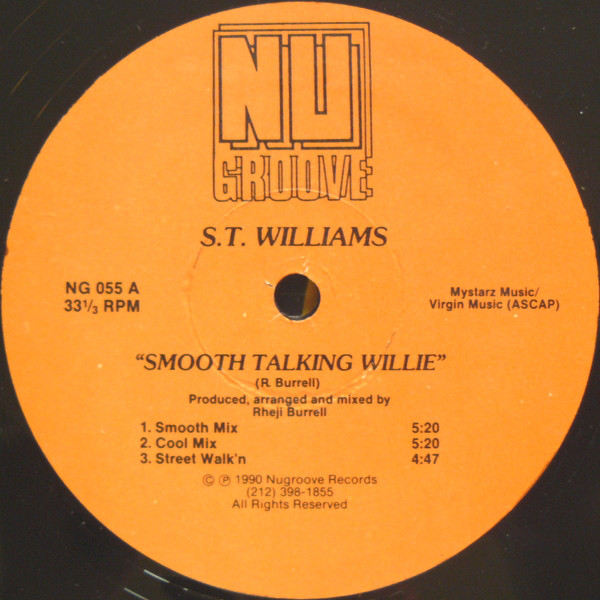 NU
GROOVE
S.T. WILLIAMS
NG 055 A
33⅓ RPM
Mystarz Music/
Virgin Music (ASCAP)
“SMOOTH TALKING WILLIE”
(R. Burrell)
Produced, arranged and mixed by
Rheji Burrell
1. Smooth Mix 5:20
2. Cool Mix 5:20
3. Street Walk'n 4:47
© ℗ 1990 Nugroove Records
(212) 398-1855
All Rights Reserved